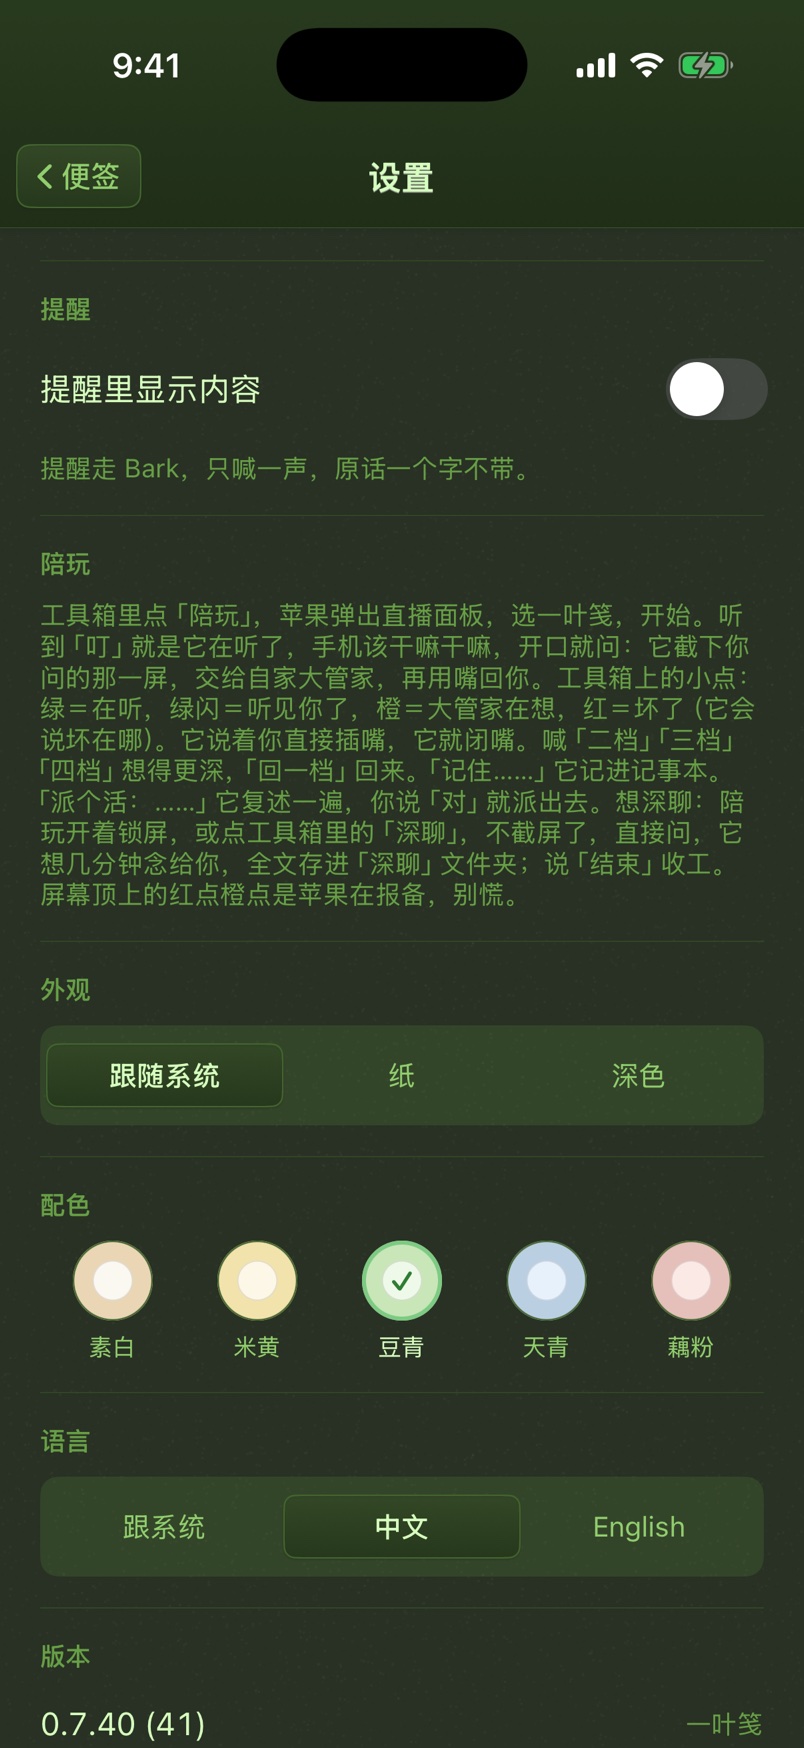 9:41
便签
设置
提醒
提醒里显示内容
提醒走 Bark，只喊一声，原话一个字不带。
陪玩
工具箱里点「陪玩」，苹果弹出直播面板，选一叶笺，开始。听
到「叮」就是它在听了，手机该干嘛干嘛，开口就问：它截下你
问的那一屏，交给自家大管家，再用嘴回你。工具箱上的小点：
绿＝在听，绿闪＝听见你了，橙＝大管家在想，红＝坏了（它会
说坏在哪）。它说着你直接插嘴，它就闭嘴。喊「二档」「三档」
「四档」想得更深，「回一档」回来。「记住……」它记进记事本。
「派个活：……」它复述一遍，你说「对」就派出去。想深聊：陪
玩开着锁屏，或点工具箱里的「深聊」，不截屏了，直接问，它
想几分钟念给你，全文存进「深聊」文件夹；说「结束」收工。
屏幕顶上的红点橙点是苹果在报备，别慌。
外观
跟随系统
纸
深色
配色
素白
米黄
豆青
天青
藕粉
语言
跟系统
中文
English
版本
0.7.40 (41)
一叶笺